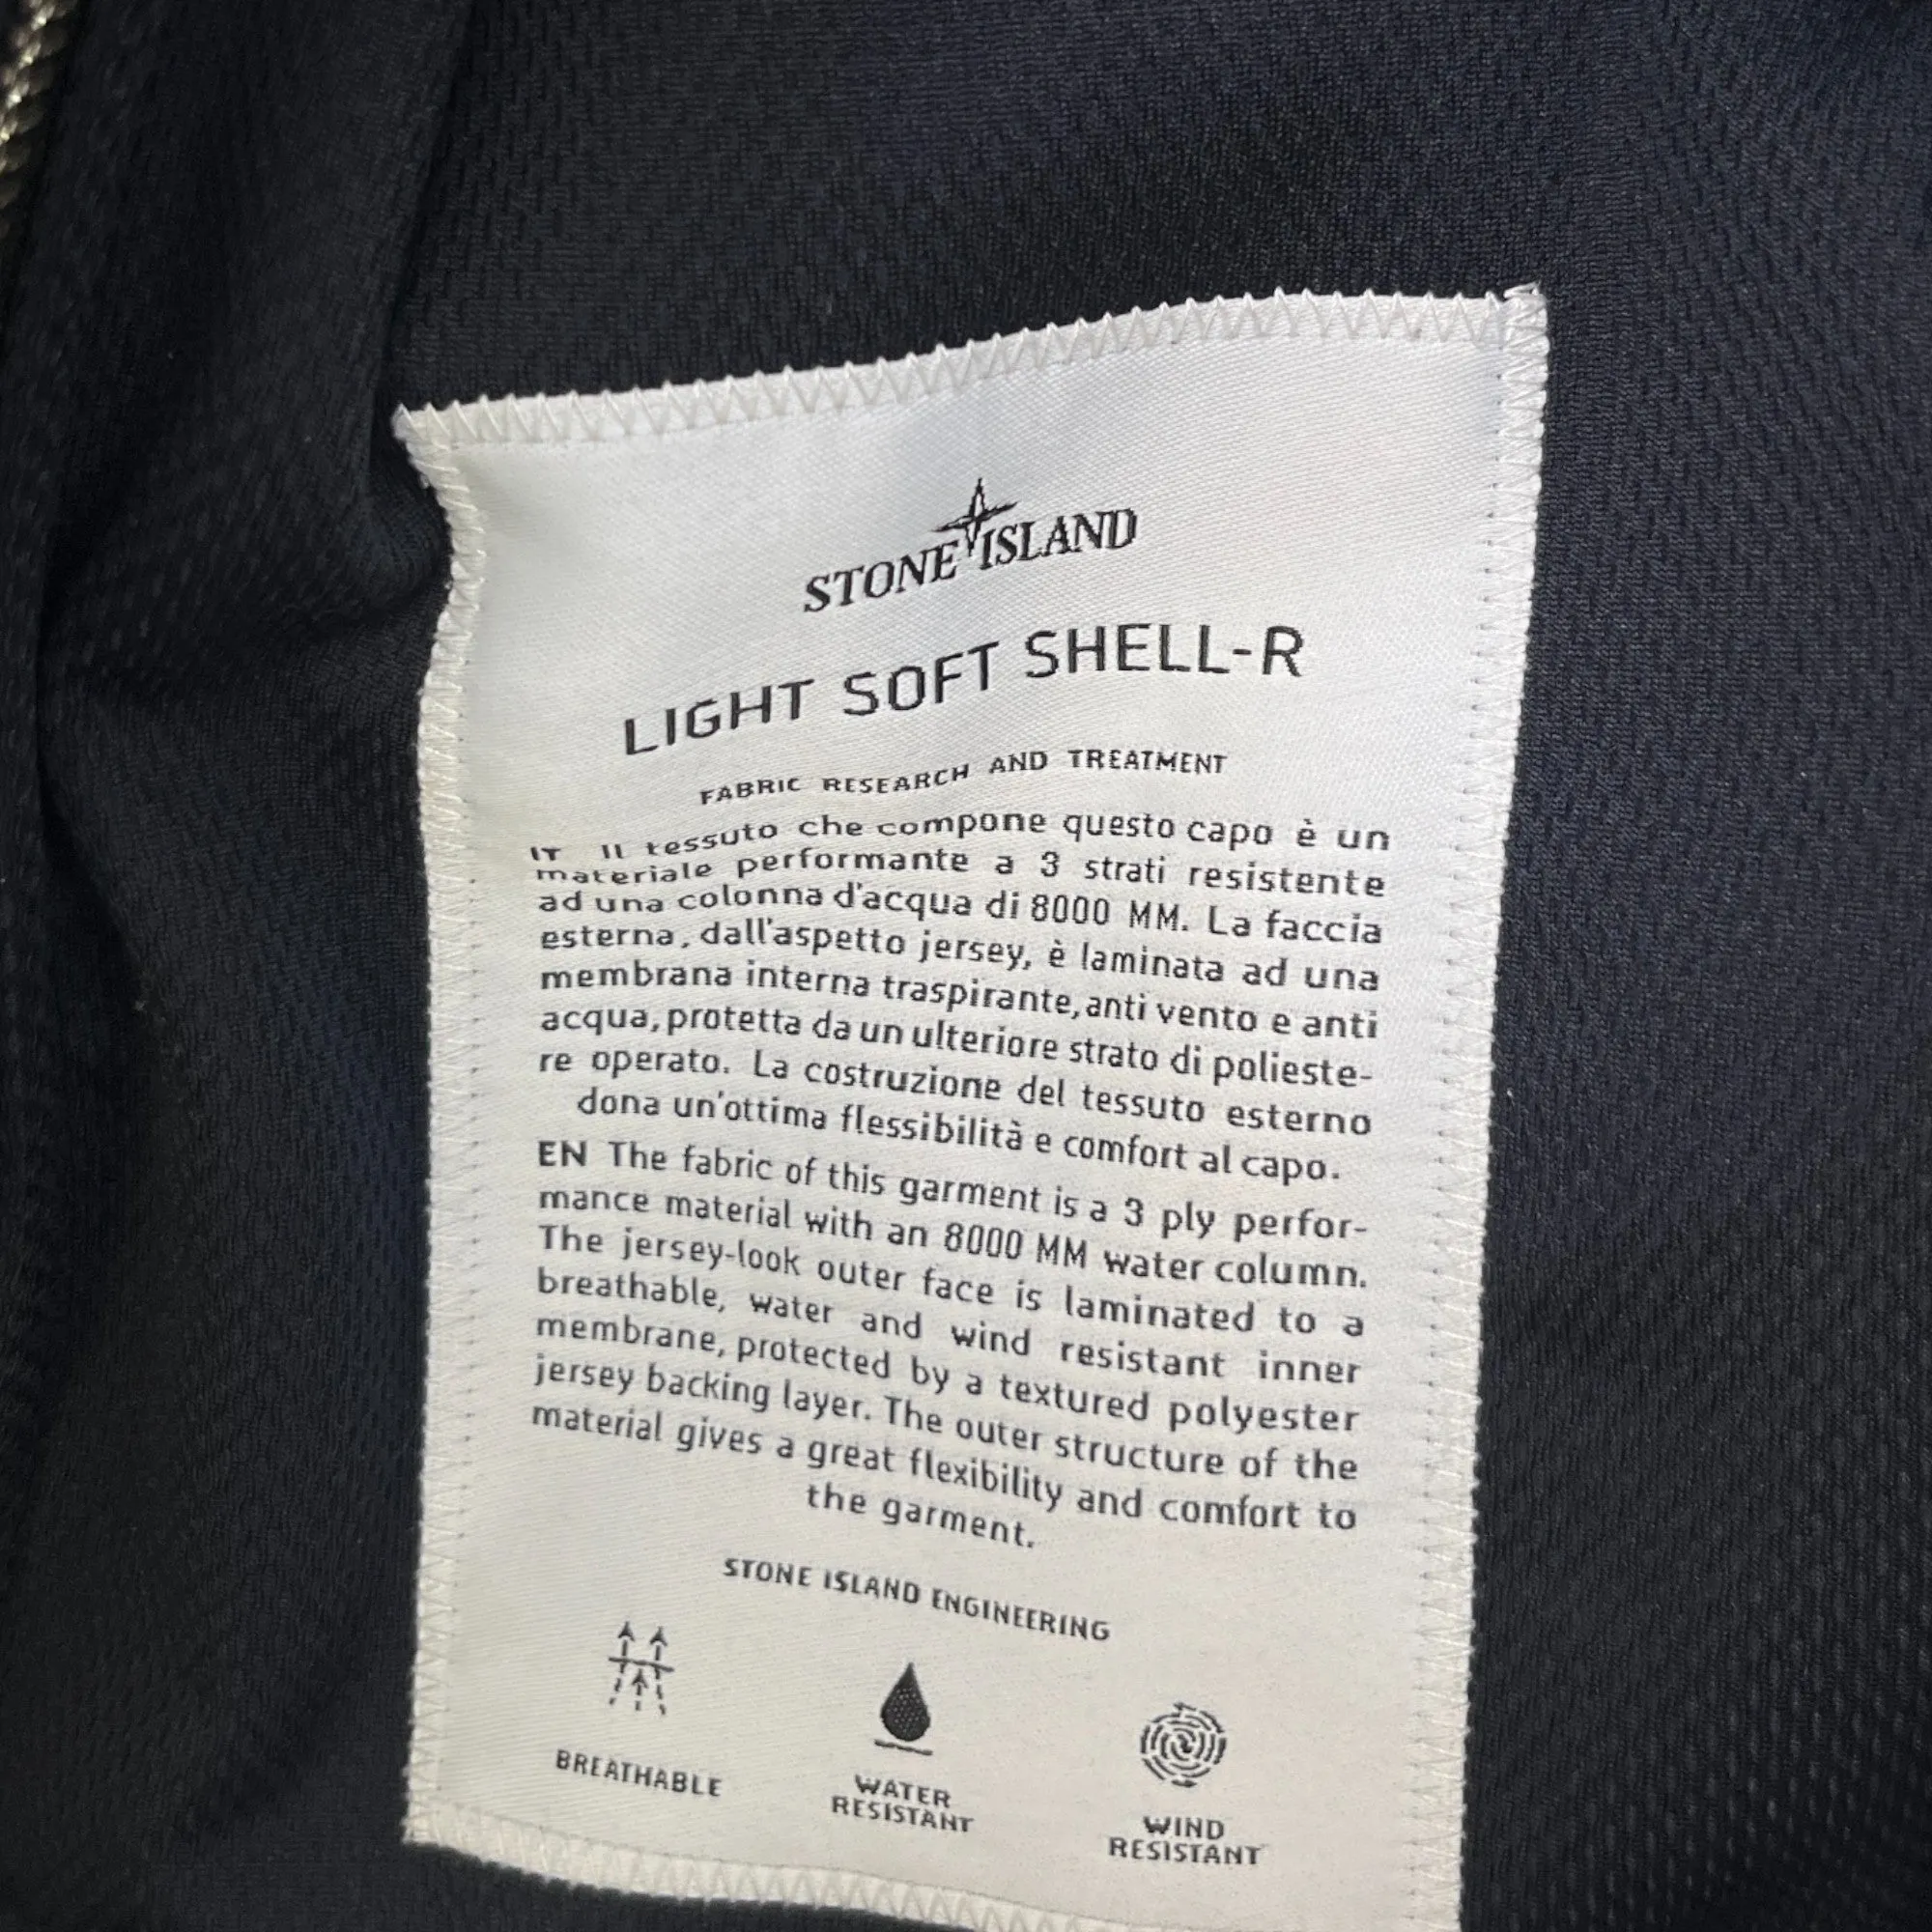 STONE ISLAND
LIGHT SOFT SHELL-R
FABRIC RESEARCH AND TREATMENT
IT Il tessuto che compone questo capo è un
materiale performante a 3 strati resistente
ad una colonna d'acqua di 8000 MM. La faccia
esterna, dall'aspetto jersey, è laminata ad una
membrana interna traspirante, anti vento e anti
acqua, protetta da un ulteriore strato di polieste-
re operato. La costruzione del tessuto esterno
dona un'ottima flessibilità e comfort al capo.
EN The fabric of this garment is a 3 ply perfor-
mance material with an 8000 MM water column.
The jersey-look outer face is laminated to a
breathable, water and wind resistant inner
membrane, protected by a textured polyester
jersey backing layer. The outer structure of the
material gives a great flexibility and comfort to
the garment.
STONE ISLAND ENGINEERING
BREATHABLE
WATER
RESISTANT
WIND
RESISTANT